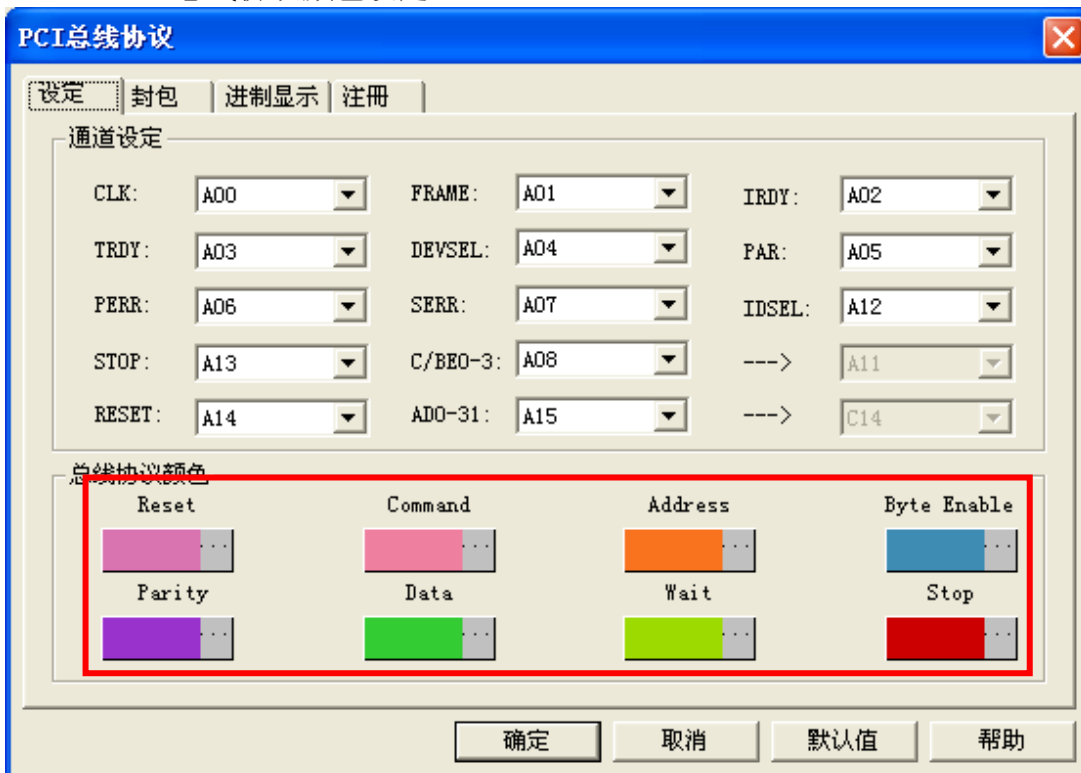 PCI总线协议
设定 封包 进制显示 注冊
通道设定
CLK: A00 FRAME: A01 IRDY: A02
TRDY: A03 DEVSEL: A04 PAR: A05
PERR: A06 SERR: A07 IDSEL: A12
STOP: A13 C/BE0-3: A08 ---> A11
RESET: A14 AD0-31: A15 ---> C14
总线协议颜色
Reset Command Address Byte Enable
... ... ... ...
Parity Data Wait Stop
... ... ... ...
确定 取消 默认值 帮助